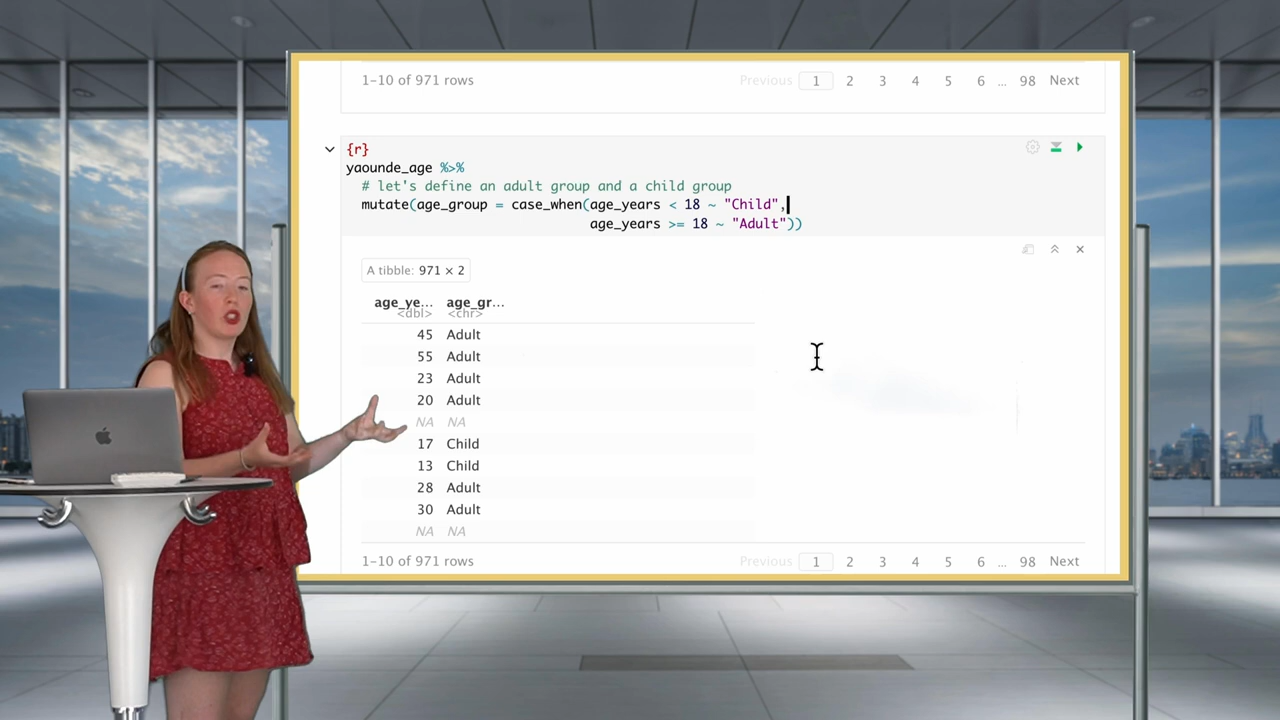 1–10 of 971 rows Previous 1 2 3 4 5 6 ... 98 Next
{r}
yaounde_age %>%
# let's define an adult group and a child group
mutate(age_group = case_when(age_years < 18 ~ "Child",
age_years >= 18 ~ "Adult"))
A tibble: 971 × 2
age_ye... age_gr...
<dbl> <chr>
45 Adult
55 Adult
23 Adult
20 Adult
NA NA
17 Child
13 Child
28 Adult
30 Adult
NA NA
1–10 of 971 rows Previous 1 2 3 4 5 6 ... 98 Next